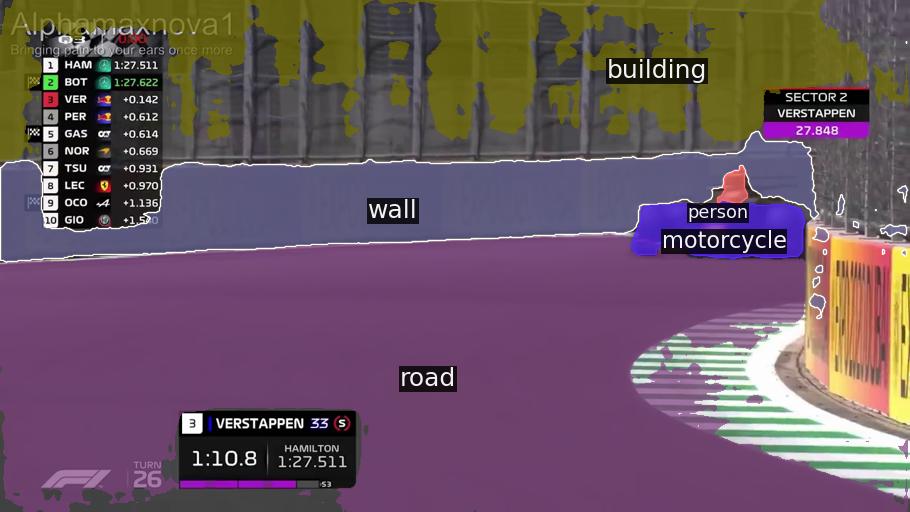 Alphamaxnova1
Bringing pain to your ears once more
Q3
1 HAM 1:27.511
2 BOT 1:27.622
3 VER +0.142
4 PER +0.612
5 GAS +0.614
6 NOR +0.669
7 TSU +0.931
8 LEC +0.970
9 OCO +1.136
10 GIO
building
SECTOR 2
VERSTAPPEN
27.848
wall
person
motorcycle
road
3 VERSTAPPEN 33 S
1:10.8
HAMILTON
1:27.511
S3
F1
TURN
26